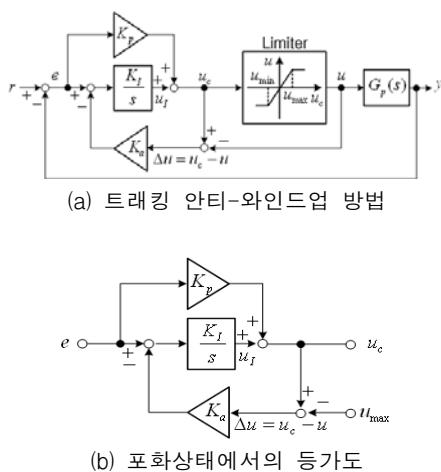 Limiter
K_p
r + − e + − K_I/s + + u_I u_c u u_min u_max u_c u G_p(s) y
+ −
K_a Δu = u_c − u
(a) 트래킹 안티-와인드업 방법
K_p
e + − K_I/s + + u_I u_c
+ −
K_a Δu = u_c − u u_max
(b) 포화상태에서의 등가도